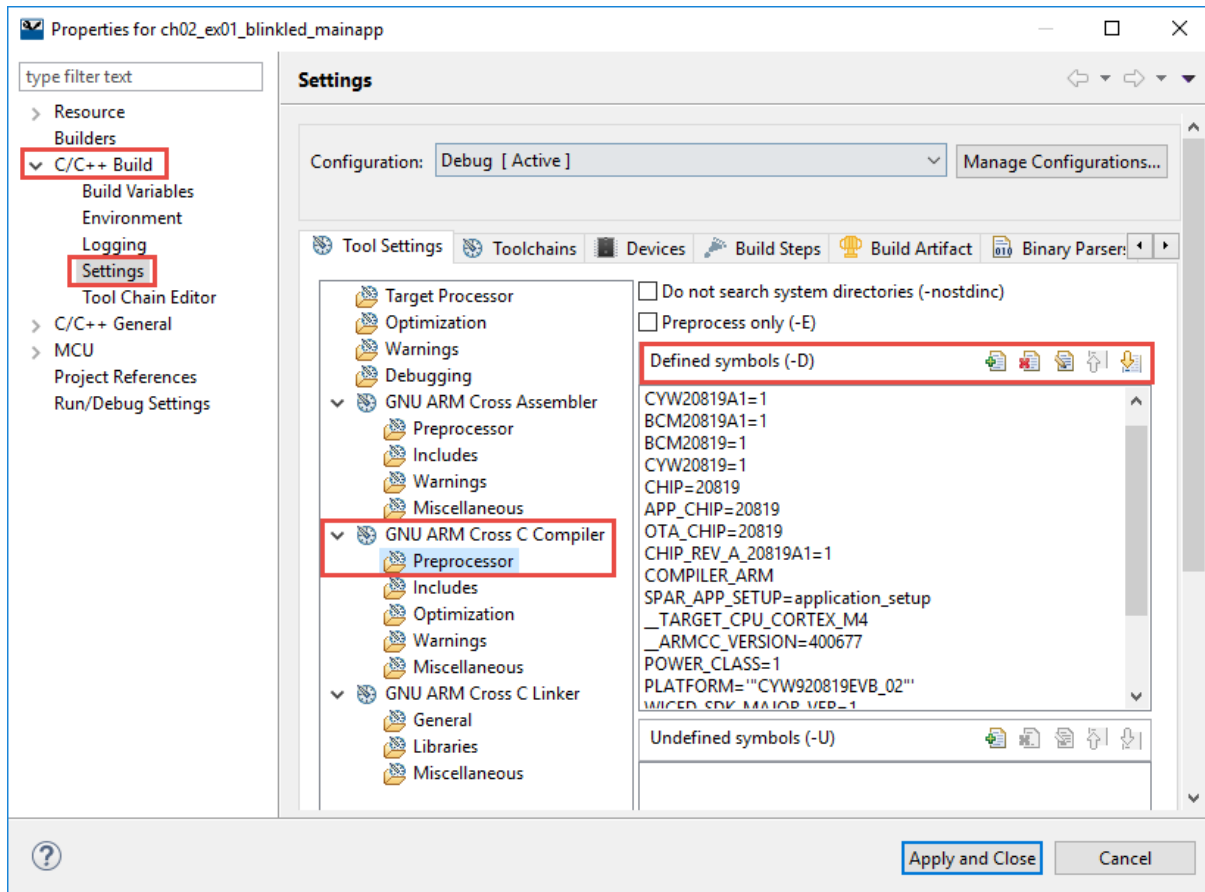 Properties for ch02_ex01_blinkled_mainapp
type filter text
Resource
Builders
C/C++ Build
Build Variables
Environment
Logging
Settings
Tool Chain Editor
C/C++ General
MCU
Project References
Run/Debug Settings
Settings
Configuration:
Debug [ Active ]
Manage Configurations...
Tool Settings
Toolchains
Devices
Build Steps
Build Artifact
Binary Parser
Target Processor
Optimization
Warnings
Debugging
GNU ARM Cross Assembler
Preprocessor
Includes
Warnings
Miscellaneous
GNU ARM Cross C Compiler
Preprocessor
Includes
Optimization
Warnings
Miscellaneous
GNU ARM Cross C Linker
General
Libraries
Miscellaneous
Do not search system directories (-nostdinc)
Preprocess only (-E)
Defined symbols (-D)
CYW20819A1=1
BCM20819A1=1
BCM20819=1
CYW20819=1
CHIP=20819
APP_CHIP=20819
OTA_CHIP=20819
CHIP_REV_A_20819A1=1
COMPILER_ARM
SPAR_APP_SETUP=application_setup
__TARGET_CPU_CORTEX_M4
__ARMCC_VERSION=400677
POWER_CLASS=1
PLATFORM='"CYW920819EVB_02"'
WICED_SDK_MAJOR_VER=1
Undefined symbols (-U)
Apply and Close
Cancel